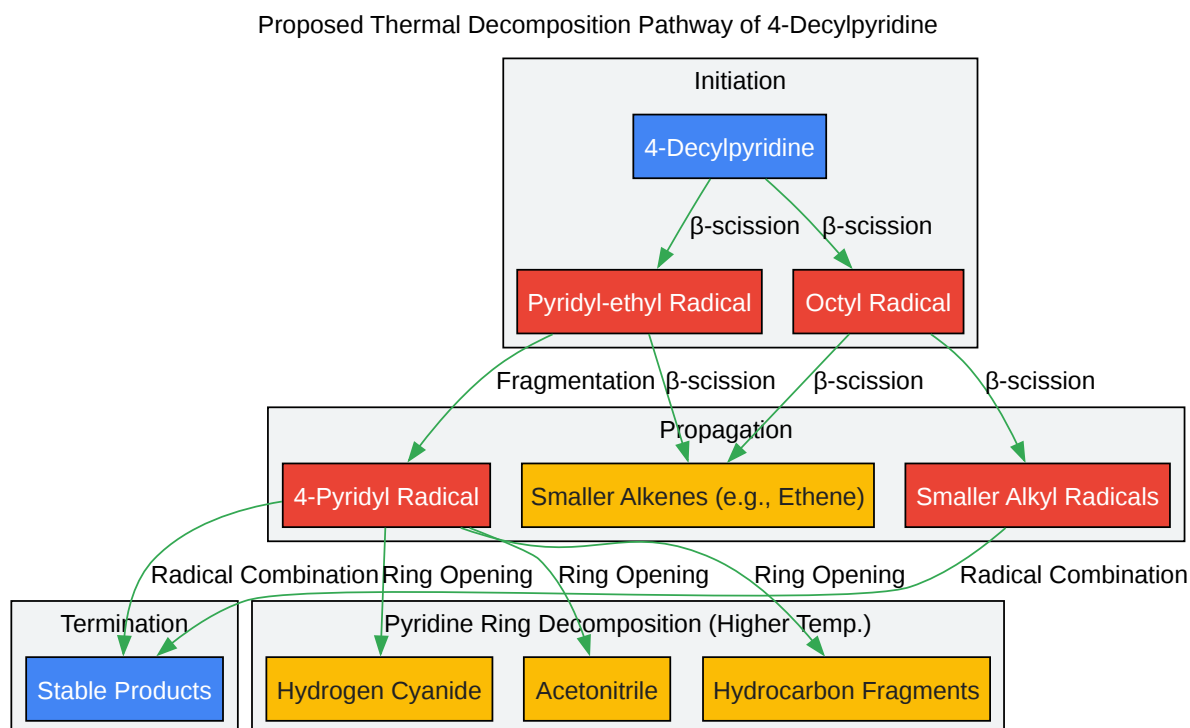 Proposed Thermal Decomposition Pathway of 4-Decylpyridine
Initiation
4-Decylpyridine
β-scission
β-scission
Pyridyl-ethyl Radical
Octyl Radical
Fragmentation
β-scission
β-scission
β-scission
Propagation
4-Pyridyl Radical
Smaller Alkenes (e.g., Ethene)
Smaller Alkyl Radicals
Radical Combination
Ring Opening
Ring Opening
Ring Opening
Radical Combination
Termination
Pyridine Ring Decomposition (Higher Temp.)
Stable Products
Hydrogen Cyanide
Acetonitrile
Hydrocarbon Fragments